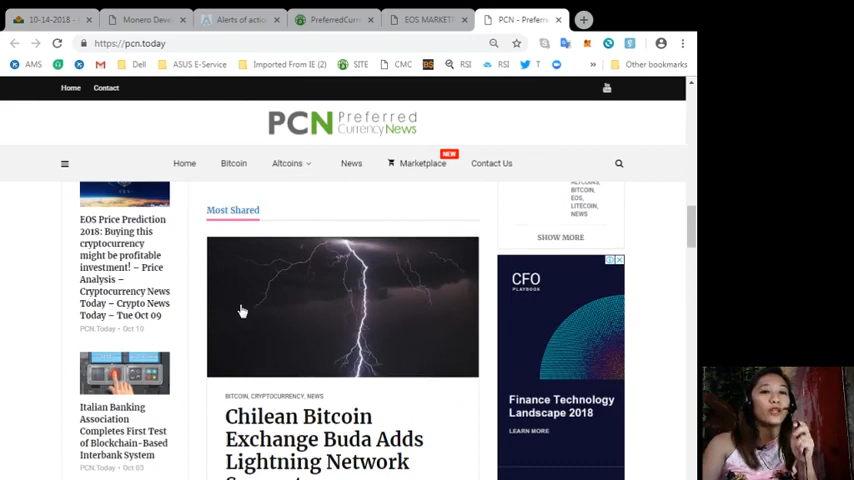 10-14-2018 -
Monero Deve
Alerts of actio
PreferredCurr
EOS MARKETP
PCN - Preferre
https://pcn.today
AMS
SITE
CMC
Dell
ASUS E-Service
Imported From IE (2)
RSI
RSI
T
»
Other bookmarks
Home
Contact
PCN Preferred
Currency News
Home
Bitcoin
Altcoins
News
Marketplace
NEW
Contact Us
EOS Price Prediction
2018: Buying this
cryptocurrency
might be profitable
investment! – Price
Analysis –
Cryptocurrency News
Today – Crypto News
Today – Tue Oct 09
PCN.Today • Oct 10
Italian Banking
Association
Completes First Test
of Blockchain-Based
Interbank System
PCN.Today • Oct 03
Most Shared
BITCOIN, CRYPTOCURRENCY, NEWS
Chilean Bitcoin
Exchange Buda Adds
Lightning Network
BITCOIN,
EOS,
LITECOIN,
NEWS
SHOW MORE
CFO
PLAYBOOK
Finance Technology
Landscape 2018
LEARN MORE